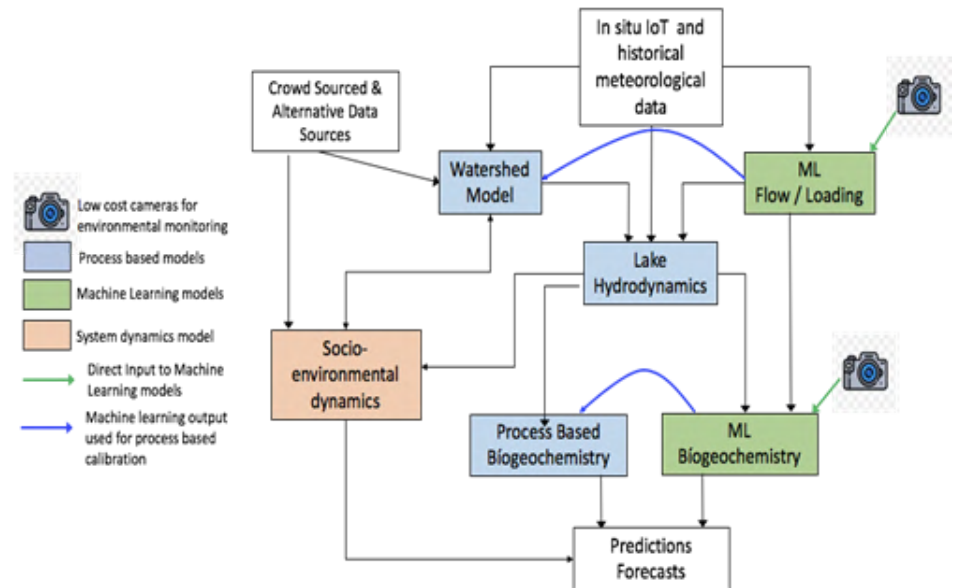 In situ IoT and
historical
meteorological
data
Crowd Sourced &
Alternative Data
Sources
Watershed
Model
ML
Flow / Loading
Low cost cameras for
environmental monitoring
Process based models
Machine Learning models
System dynamics model
Direct Input to Machine
Learning models
Machine learning output
used for process based
calibration
Lake
Hydrodynamics
Socio-
environmental
dynamics
Process Based
Biogeochemistry
ML
Biogeochemistry
Predictions
Forecasts